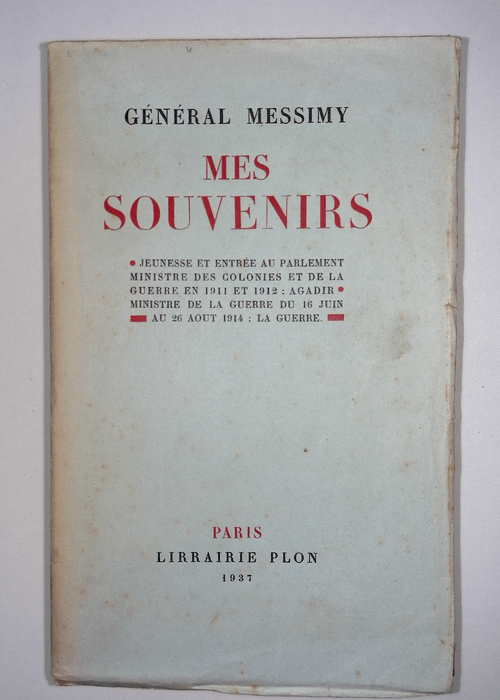 GÉNÉRAL MESSIMY
MES
SOUVENIRS
• JEUNESSE ET ENTRÉE AU PARLEMENT
MINISTRE DES COLONIES ET DE LA
GUERRE EN 1911 ET 1912 : AGADIR •
MINISTRE DE LA GUERRE DU 16 JUIN
AU 26 AOUT 1914 : LA GUERRE.
PARIS
LIBRAIRIE PLON
1937